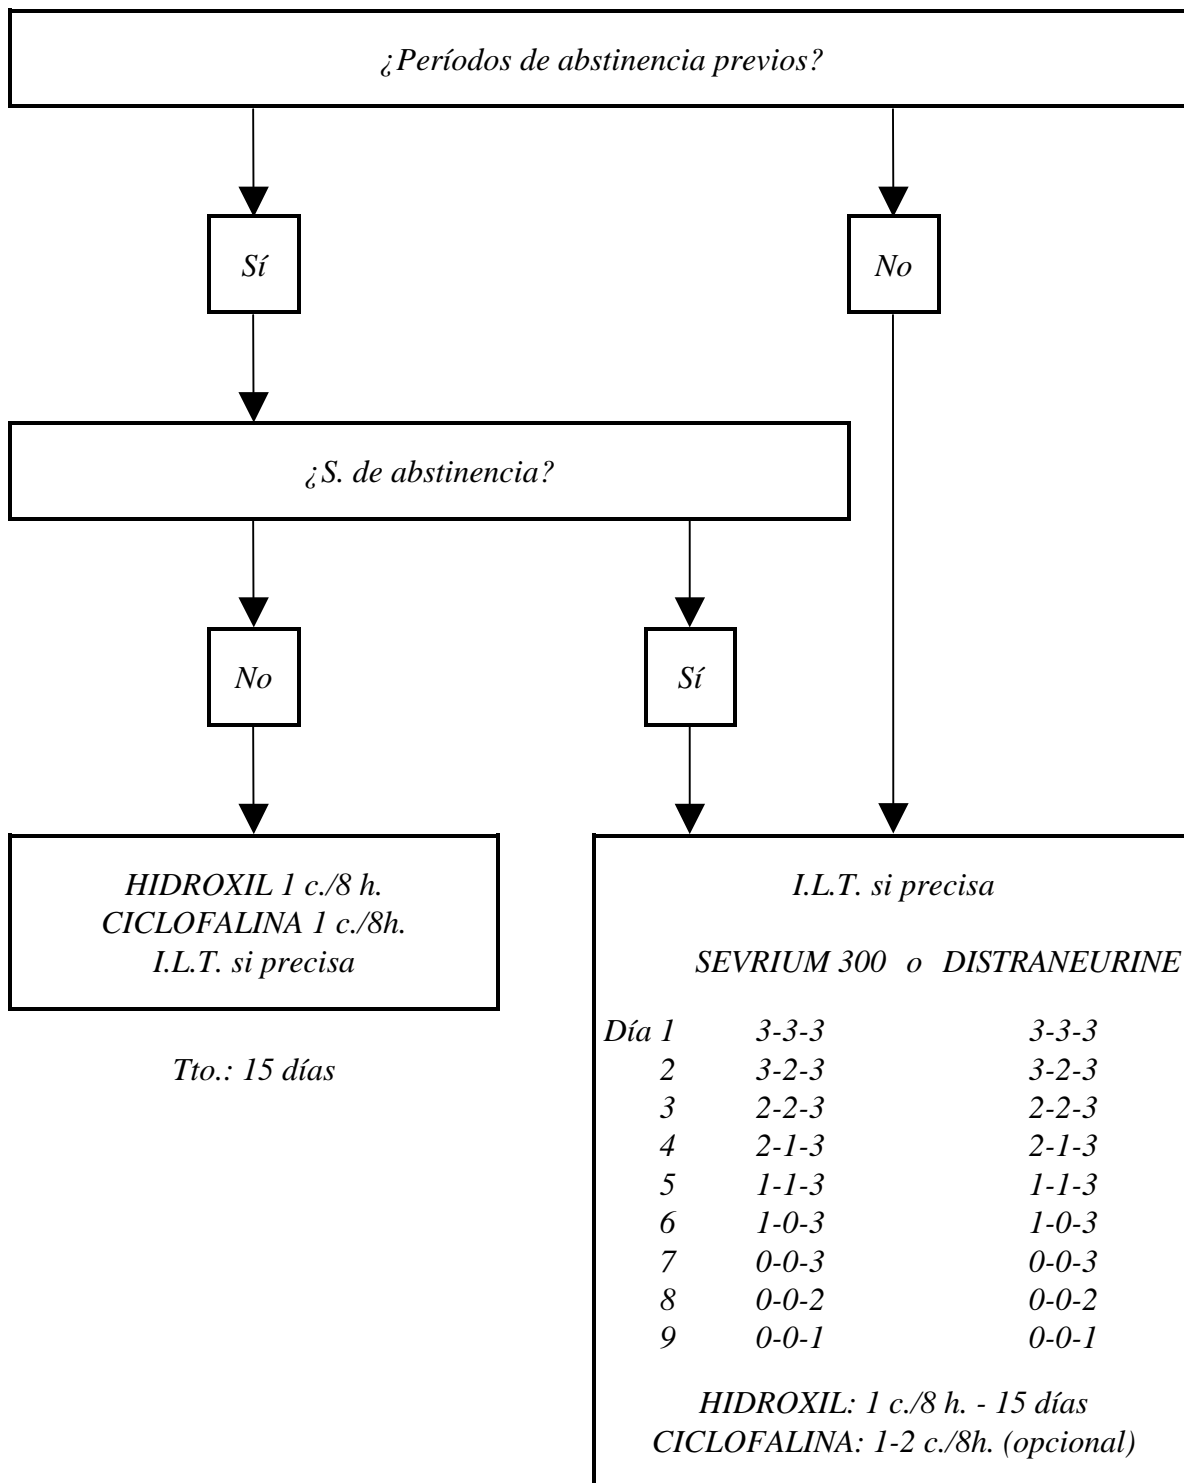 ¿Períodos de abstinencia previos?
Sí
No
¿S. de abstinencia?
No
Sí
HIDROXIL 1 c./8 h.
CICLOFALINA 1 c./8h.
I.L.T. si precisa
Tto.: 15 días
I.L.T. si precisa
SEVRIUM 300 o DISTRANEURINE
Día 1 3-3-3 3-3-3
2 3-2-3 3-2-3
3 2-2-3 2-2-3
4 2-1-3 2-1-3
5 1-1-3 1-1-3
6 1-0-3 1-0-3
7 0-0-3 0-0-3
8 0-0-2 0-0-2
9 0-0-1 0-0-1
HIDROXIL: 1 c./8 h. - 15 días
CICLOFALINA: 1-2 c./8h. (opcional)